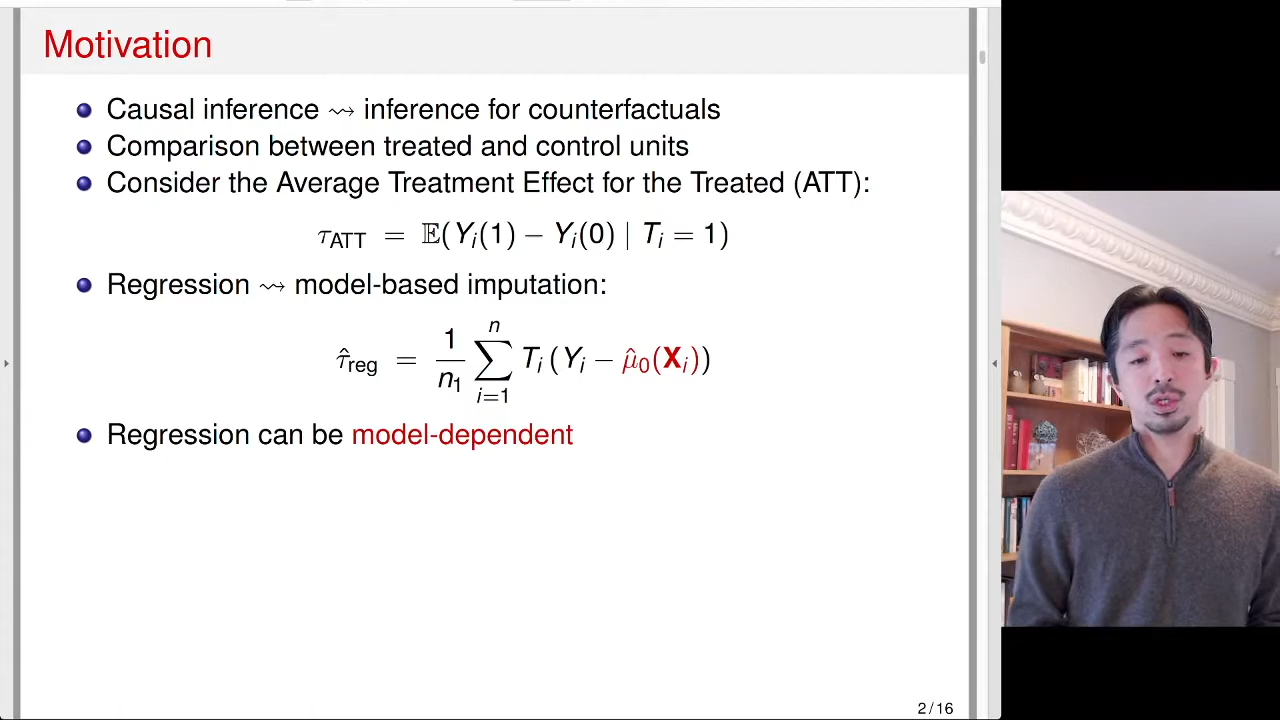 Motivation
Causal inference ⇝ inference for counterfactuals
Comparison between treated and control units
Consider the Average Treatment Effect for the Treated (ATT):
τ_ATT = 𝔼(Y_i(1) − Y_i(0) | T_i = 1)
Regression ⇝ model-based imputation:
τ̂_reg = 1/n_1 ∑_{i=1}^{n} T_i (Y_i − μ̂_0(X_i))
Regression can be model-dependent
2 / 16